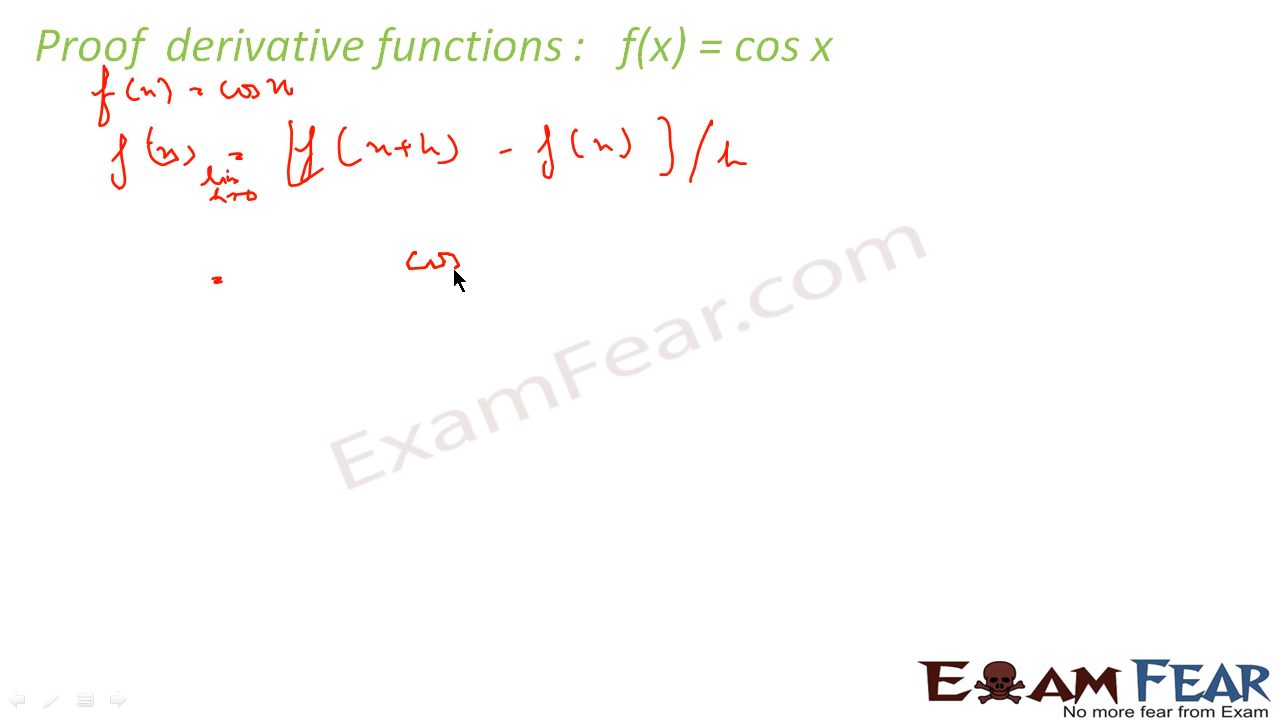 Proof derivative functions : f(x) = cos x
f(x) = cos x
f'(x) = lim h→0 [f(x+h) - f(x)]/h
= cos
ExamFear.com
EXAM FEAR
No more fear from Exam